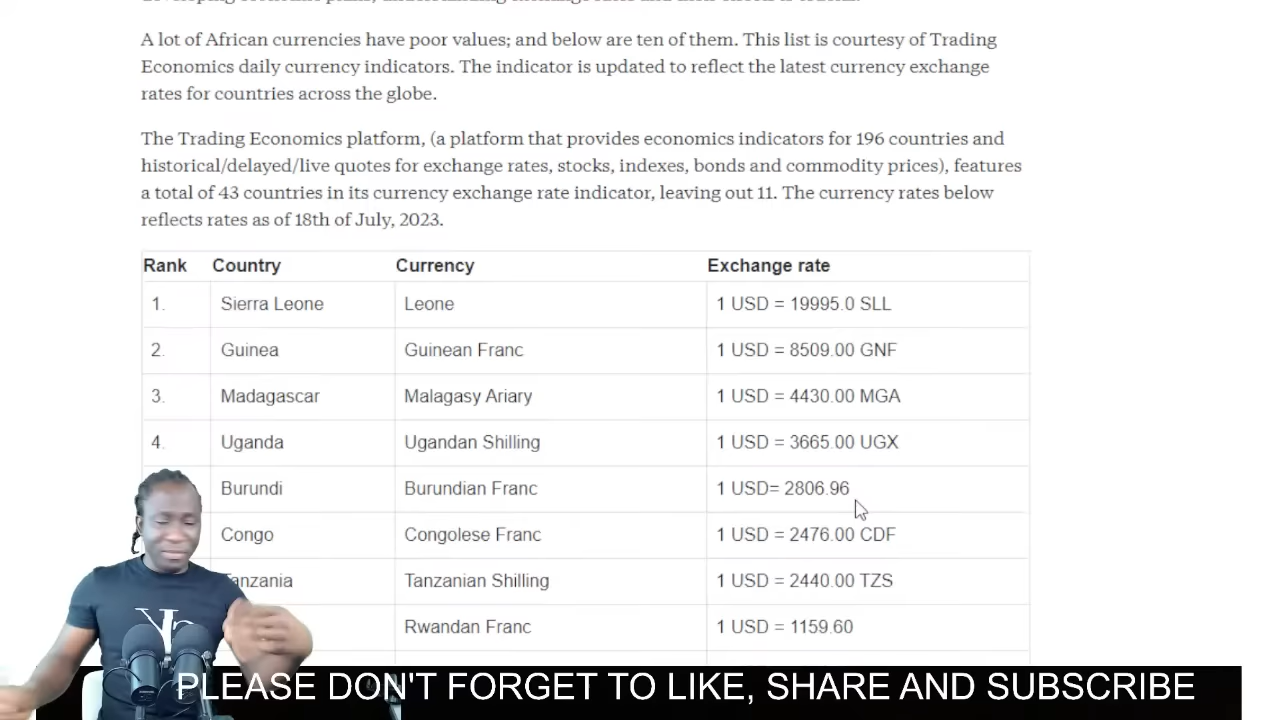 A lot of African currencies have poor values; and below are ten of them. This list is courtesy of Trading
Economics daily currency indicators. The indicator is updated to reflect the latest currency exchange
rates for countries across the globe.
The Trading Economics platform, (a platform that provides economics indicators for 196 countries and
historical/delayed/live quotes for exchange rates, stocks, indexes, bonds and commodity prices), features
a total of 43 countries in its currency exchange rate indicator, leaving out 11. The currency rates below
reflects rates as of 18th of July, 2023.
Rank Country Currency Exchange rate
1. Sierra Leone Leone 1 USD = 19995.0 SLL
2. Guinea Guinean Franc 1 USD = 8509.00 GNF
3. Madagascar Malagasy Ariary 1 USD = 4430.00 MGA
4. Uganda Ugandan Shilling 1 USD = 3665.00 UGX
Burundi Burundian Franc 1 USD= 2806.96
Congo Congolese Franc 1 USD = 2476.00 CDF
Tanzania Tanzanian Shilling 1 USD = 2440.00 TZS
Rwandan Franc 1 USD = 1159.60
PLEASE DON'T FORGET TO LIKE, SHARE AND SUBSCRIBE